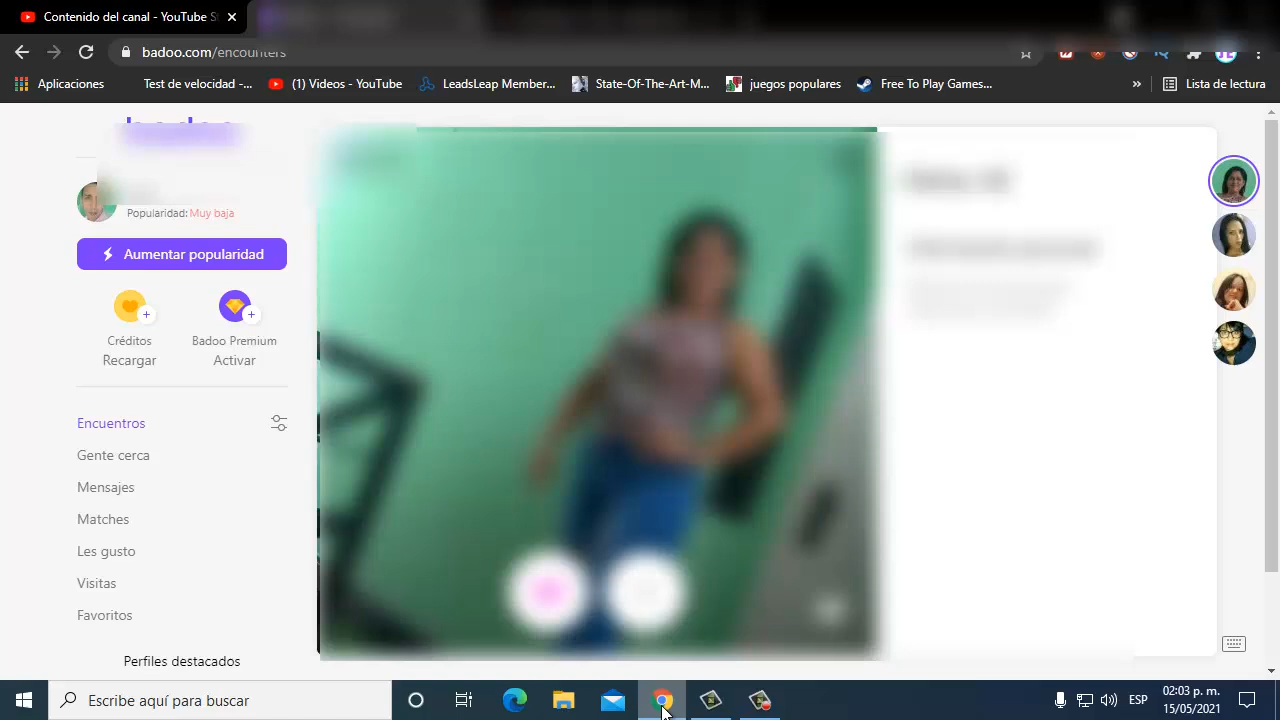 Contenido del canal - YouTube S
badoo.com/encounters
Aplicaciones
Test de velocidad -...
(1) Videos - YouTube
LeadsLeap Member...
State-Of-The-Art-M...
juegos populares
Free To Play Games...
»
Lista de lectura
Popularidad: Muy baja
Aumentar popularidad
Créditos
Recargar
Badoo Premium
Activar
Encuentros
Gente cerca
Mensajes
Matches
Les gusto
Visitas
Favoritos
Perfiles destacados
Escribe aquí para buscar
ESP
02:03 p. m.
15/05/2021